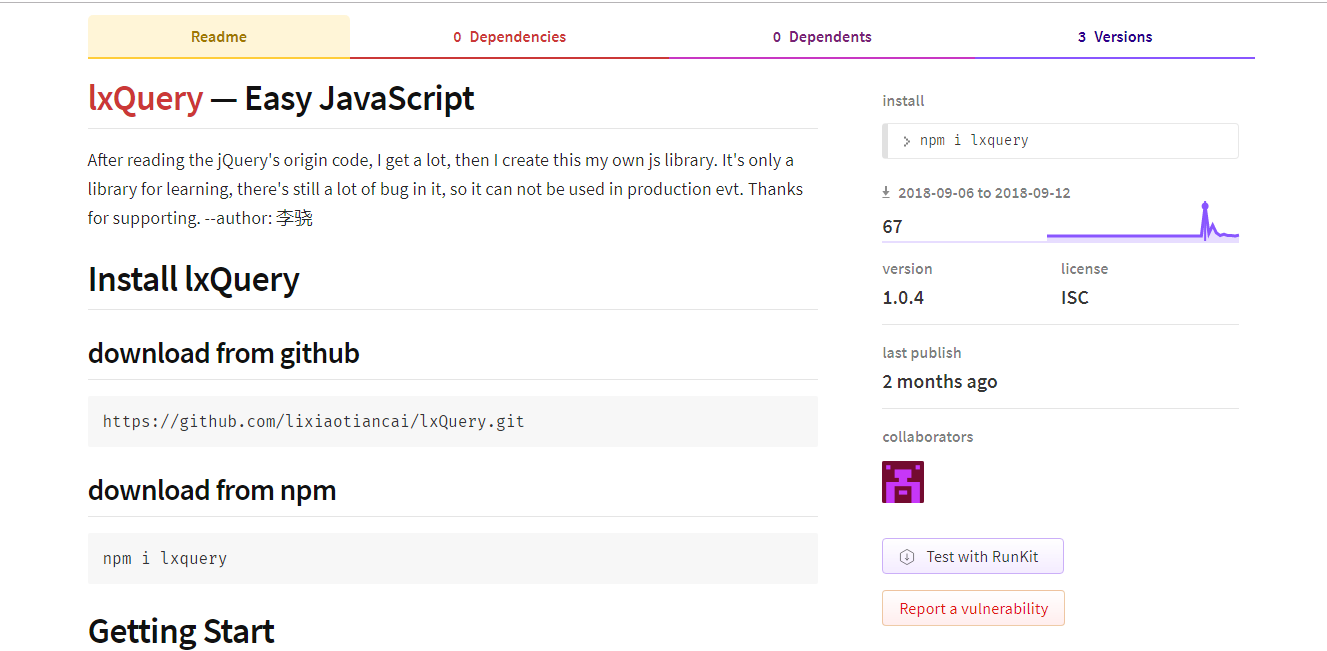 Readme
0 Dependencies
0 Dependents
3 Versions
lxQuery — Easy JavaScript
After reading the jQuery's origin code, I get a lot, then I create this my own js library. It's only a
library for learning, there's still a lot of bug in it, so it can not be used in production evt. Thanks
for supporting. --author: 李骁
Install lxQuery
download from github
https://github.com/lixiaotiancai/lxQuery.git
download from npm
npm i lxquery
Getting Start
install
> npm i lxquery
2018-09-06 to 2018-09-12
67
version
1.0.4
license
ISC
last publish
2 months ago
collaborators
Test with RunKit
Report a vulnerability